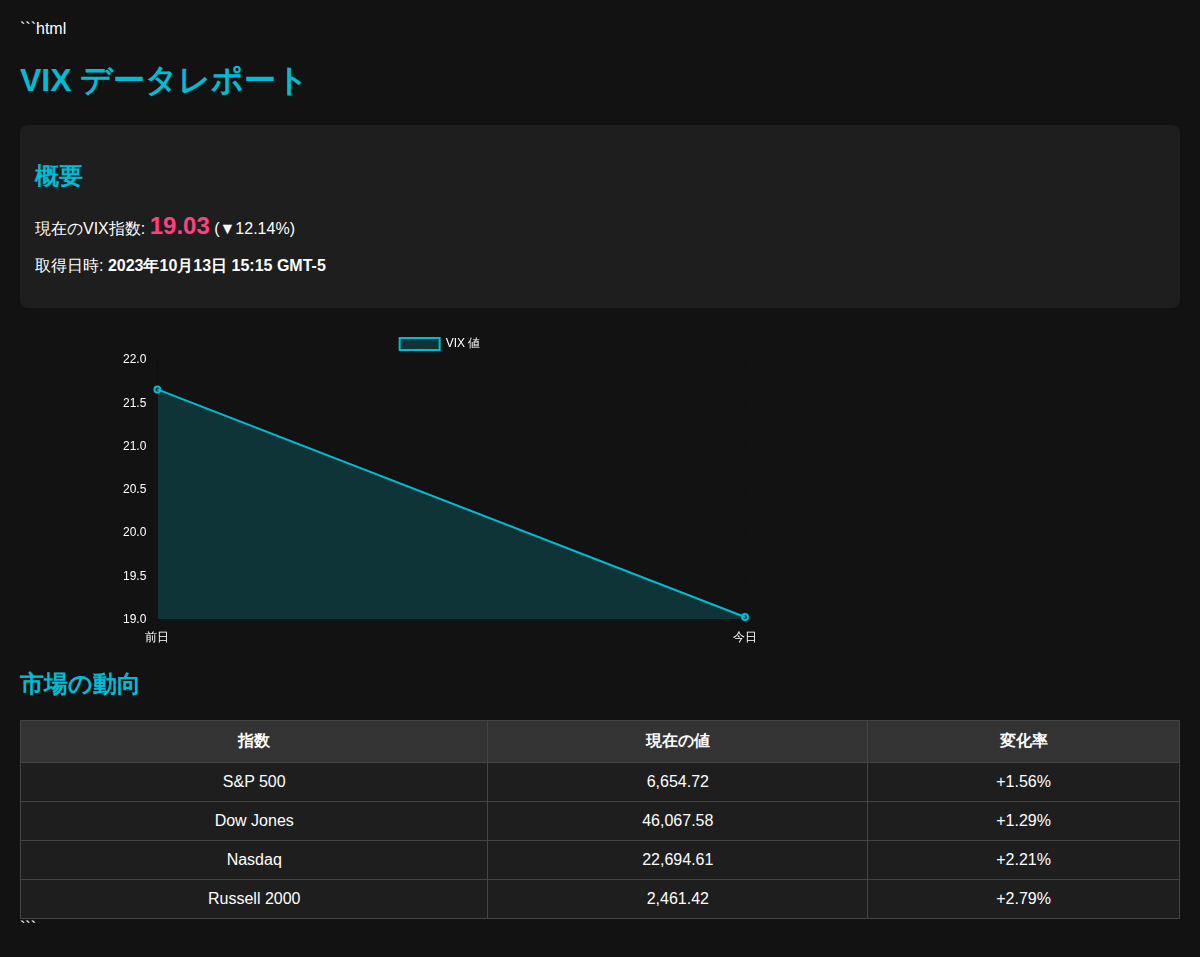 ```html
VIX データレポート
概要
現在のVIX指数: 19.03 (▼12.14%)
取得日時: 2023年10月13日 15:15 GMT-5
VIX 値
22.0
21.5
21.0
20.5
20.0
19.5
19.0
前日 今日
市場の動向
指数 現在の値 変化率
S&P 500 6,654.72 +1.56%
Dow Jones 46,067.58 +1.29%
Nasdaq 22,694.61 +2.21%
Russell 2000 2,461.42 +2.79%
```